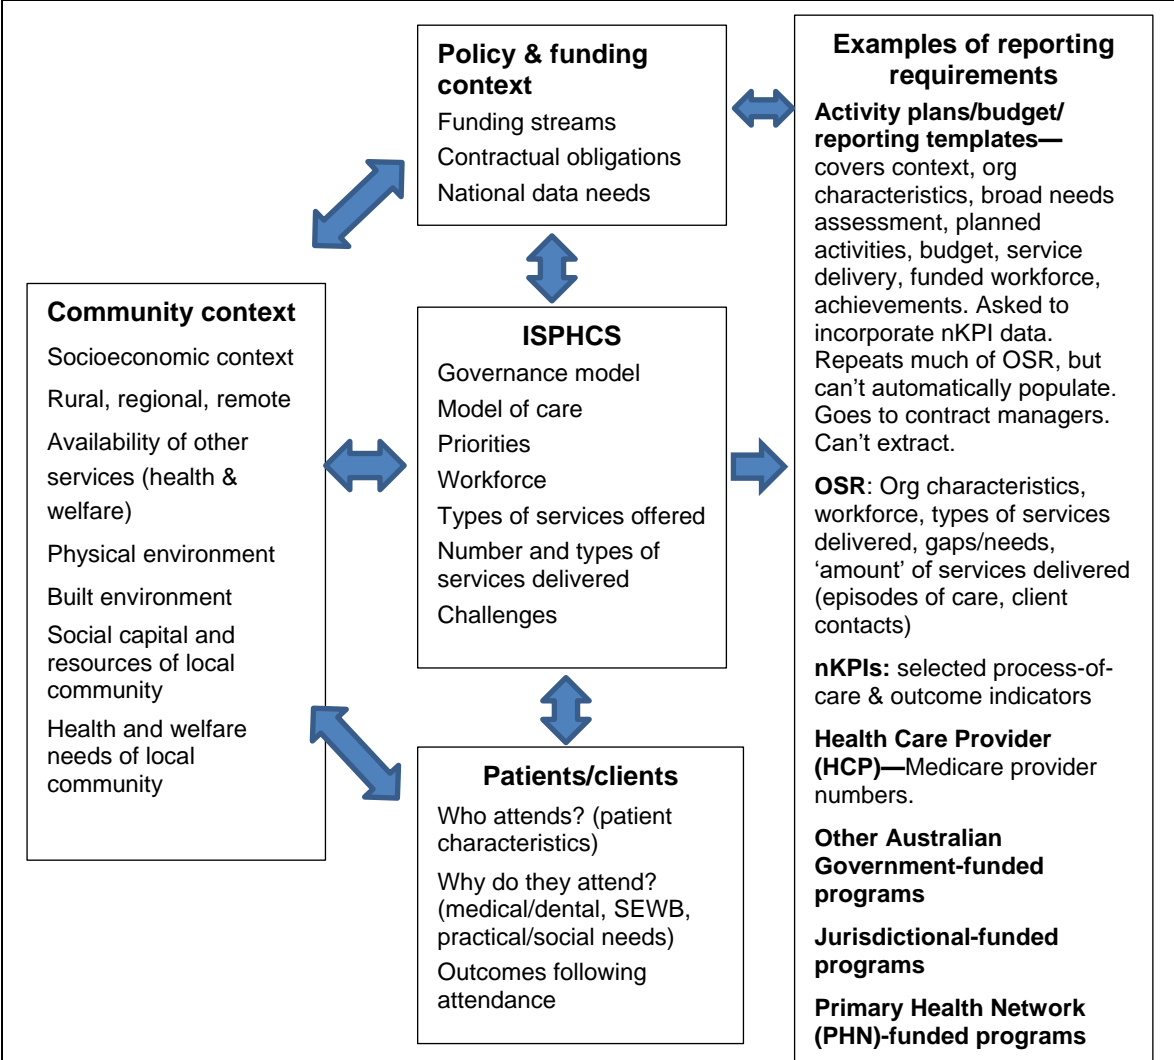 Policy & funding
context
Funding streams
Contractual obligations
National data needs
Community context
Socioeconomic context
Rural, regional, remote
Availability of other
services (health &
welfare)
Physical environment
Built environment
Social capital and
resources of local
community
Health and welfare
needs of local
community
ISPHCS
Governance model
Model of care
Priorities
Workforce
Types of services offered
Number and types of
services delivered
Challenges
Patients/clients
Who attends? (patient
characteristics)
Why do they attend?
(medical/dental, SEWB,
practical/social needs)
Outcomes following
attendance
Examples of reporting
requirements
Activity plans/budget/
reporting templates—
covers context, org
characteristics, broad needs
assessment, planned
activities, budget, service
delivery, funded workforce,
achievements. Asked to
incorporate nKPI data.
Repeats much of OSR, but
can’t automatically populate.
Goes to contract managers.
Can’t extract.
OSR: Org characteristics,
workforce, types of services
delivered, gaps/needs,
‘amount’ of services delivered
(episodes of care, client
contacts)
nKPIs: selected process-of-
care & outcome indicators
Health Care Provider
(HCP)—Medicare provider
numbers.
Other Australian
Government-funded
programs
Jurisdictional-funded
programs
Primary Health Network
(PHN)-funded programs